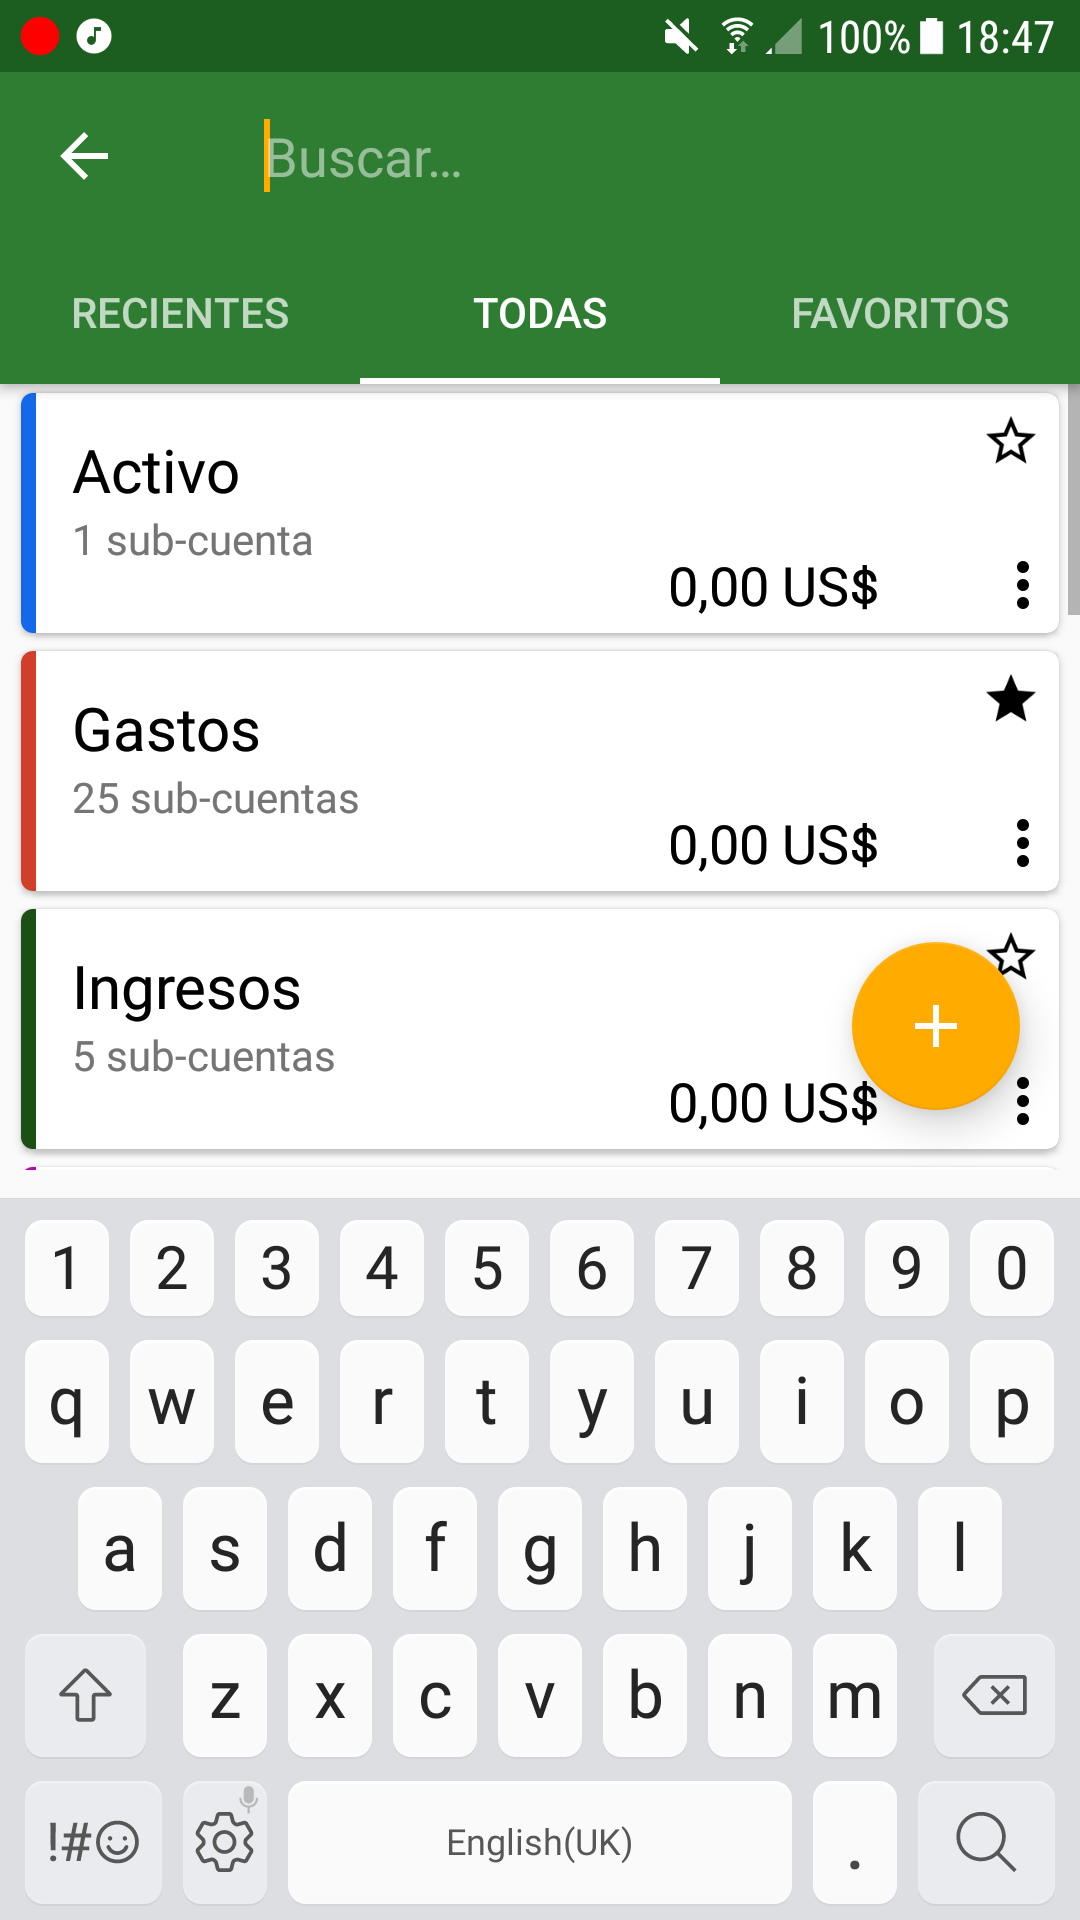 100% 18:47
Buscar...
RECIENTES TODAS FAVORITOS
Activo
1 sub-cuenta
0,00 US$
Gastos
25 sub-cuentas
0,00 US$
Ingresos
5 sub-cuentas
0,00 US$
1 2 3 4 5 6 7 8 9 0
q w e r t y u i o p
a s d f g h j k l
z x c v b n m
!#☺ English(UK) .